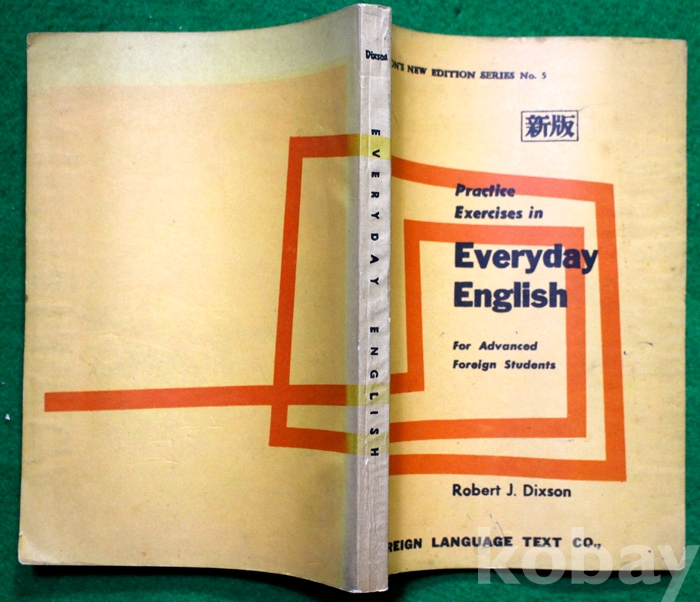 Dixson
EVERYDAY ENGLISH
ON'S NEW EDITION SERIES No. 5
新版
Practice
Exercises in
Everyday
English
For Advanced
Foreign Students
Robert J. Dixson
REIGN LANGUAGE TEXT CO.,
kobay